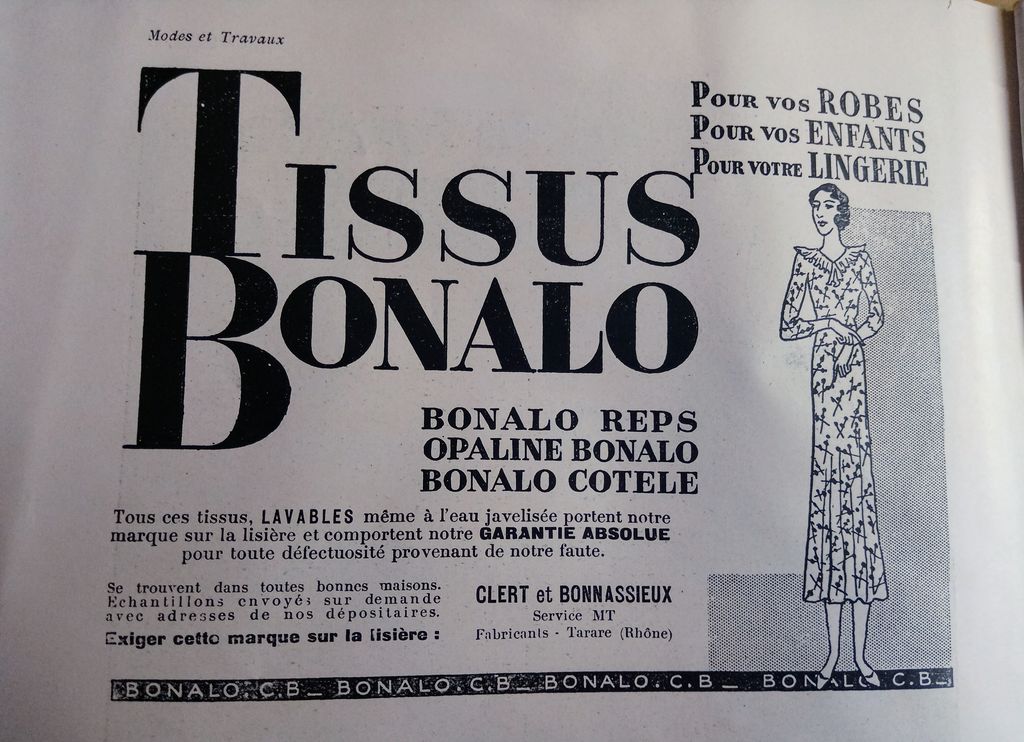 Modes et Travaux
TISSUS
BONALO
POUR VOS ROBES
POUR VOS ENFANTS
POUR VOTRE LINGERIE
BONALO REPS
OPALINE BONALO
BONALO COTELE
Tous ces tissus, LAVABLES même à l'eau javelisée portent notre
marque sur la lisière et comportent notre GARANTIE ABSOLUE
pour toute défectuosité provenant de notre faute.
Se trouvent dans toutes bonnes maisons.
Echantillons envoyés sur demande
avec adresses de nos dépositaires.
Exiger cette marque sur la lisière :
CLERT et BONNASSIEUX
Service MT
Fabricants - Tarare (Rhône)
BONALO.C.B_ BONALO.C.B_ BONALO.C.B_ BONALO C.B_